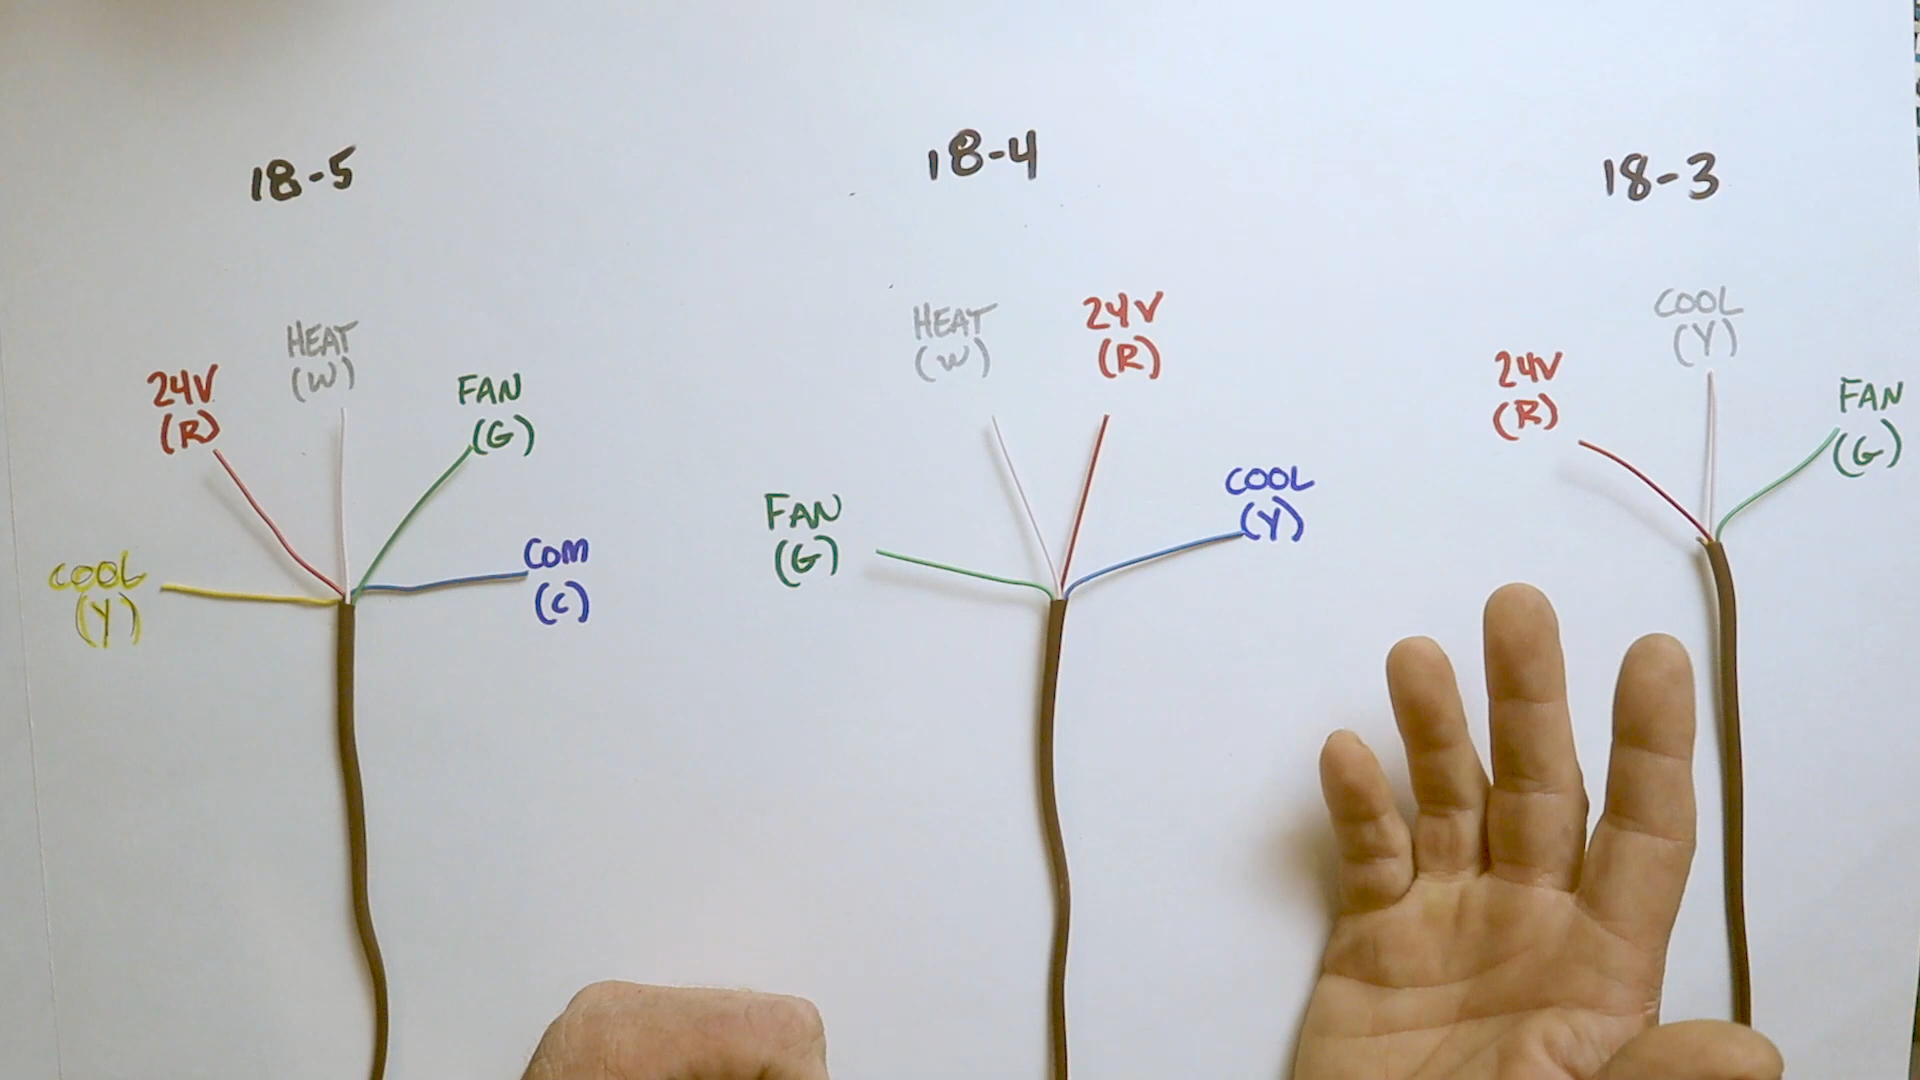 18-5
HEAT
(W)
24V
(R)
FAN
(G)
COOL
(Y)
COM
(C)
18-4
HEAT
(W)
24V
(R)
FAN
(G)
COOL
(Y)
18-3
COOL
(Y)
24V
(R)
FAN
(G)